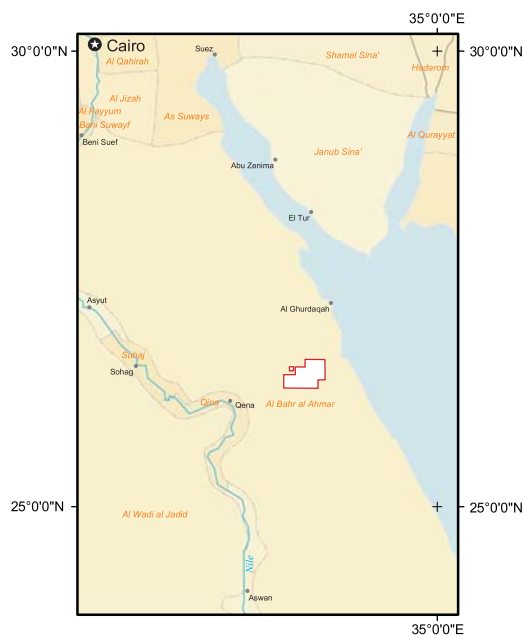 35°0'0"E
30°0'0"N
30°0'0"N
Cairo
Suez
Shamal Sina'
Al Qahirah
Hadarom
Al Jizah
Al Fayyum
As Suways
Bani Suwayf
Beni Suef
Al Qurayyat
Janub Sina'
Abu Zenima
El Tur
Asyut
Al Ghurdaqah
Suhaj
Sohag
Qina
Qena
Al Bahr al Ahmar
25°0'0"N
25°0'0"N
Al Wadi al Jadid
Nile
Aswan
35°0'0"E